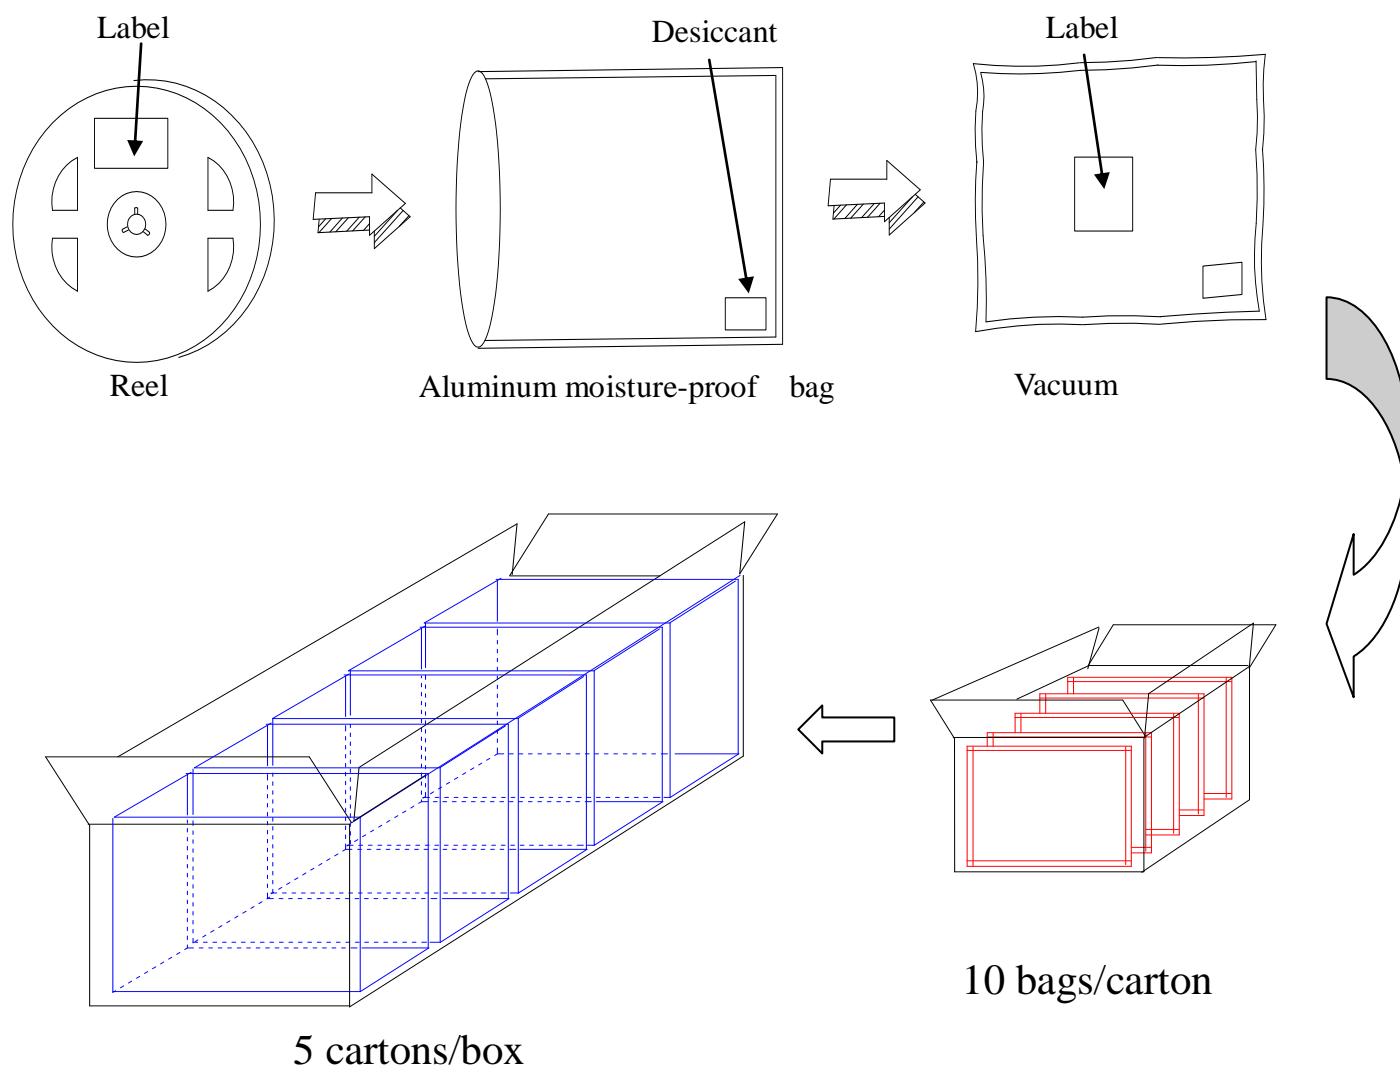 Label
Desiccant
Label
Reel
Aluminum moisture-proof bag
Vacuum
10 bags/carton
5 cartons/box